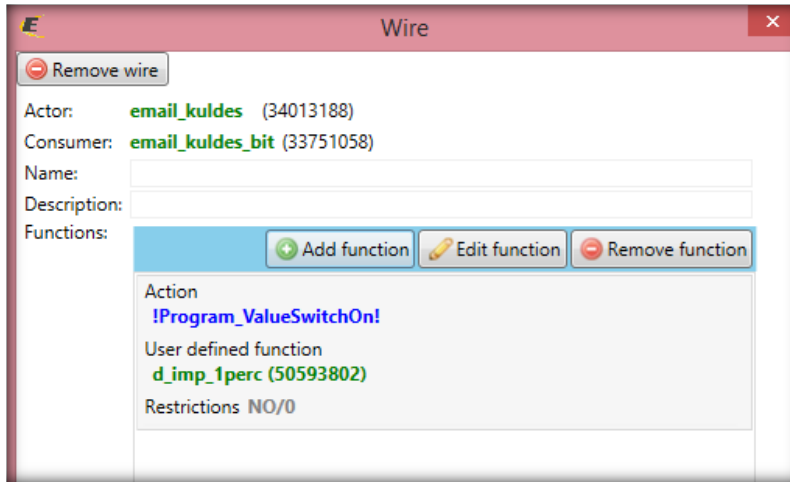 E
Wire
Remove wire
Actor: email_kuldes (34013188)
Consumer: email_kuldes_bit (33751058)
Name:
Description:
Functions:
Add function Edit function Remove function
Action
!Program_ValueSwitchOn!
User defined function
d_imp_1perc (50593802)
Restrictions NO/0